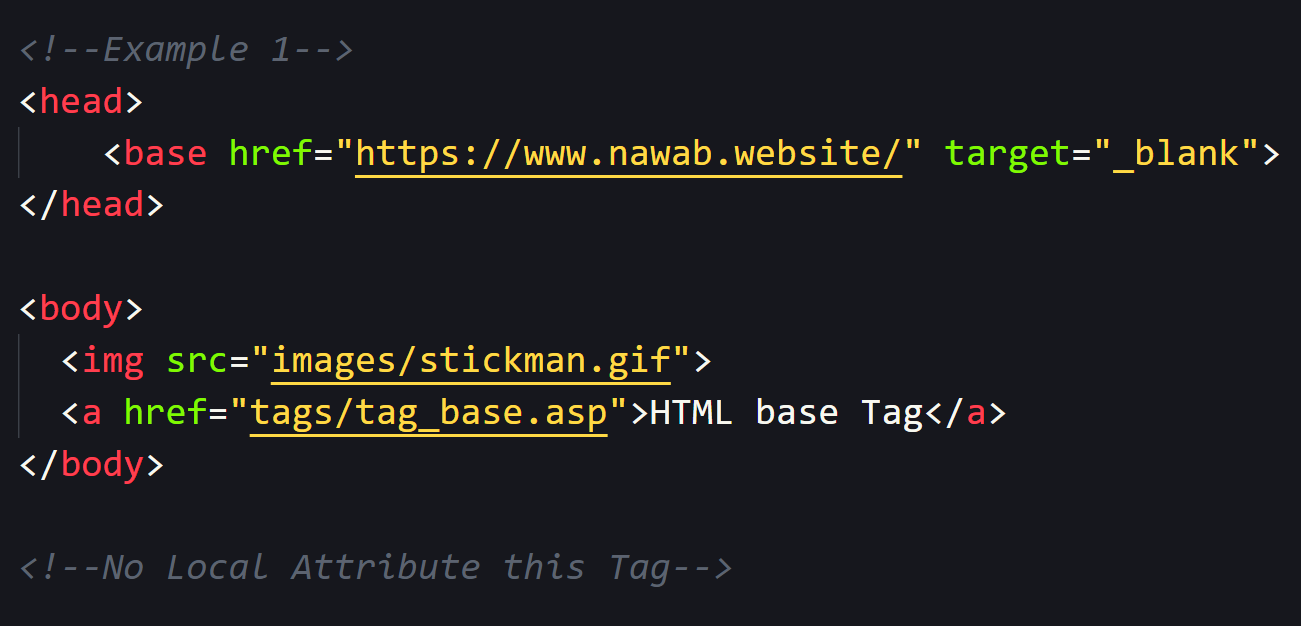 <!--Example 1-->
<head>
    <base href="https://www.nawab.website/" target="_blank">
</head>
<body>
  <img src="images/stickman.gif">
  <a href="tags/tag_base.asp">HTML base Tag</a>
</body>
<!--No Local Attribute this Tag-->